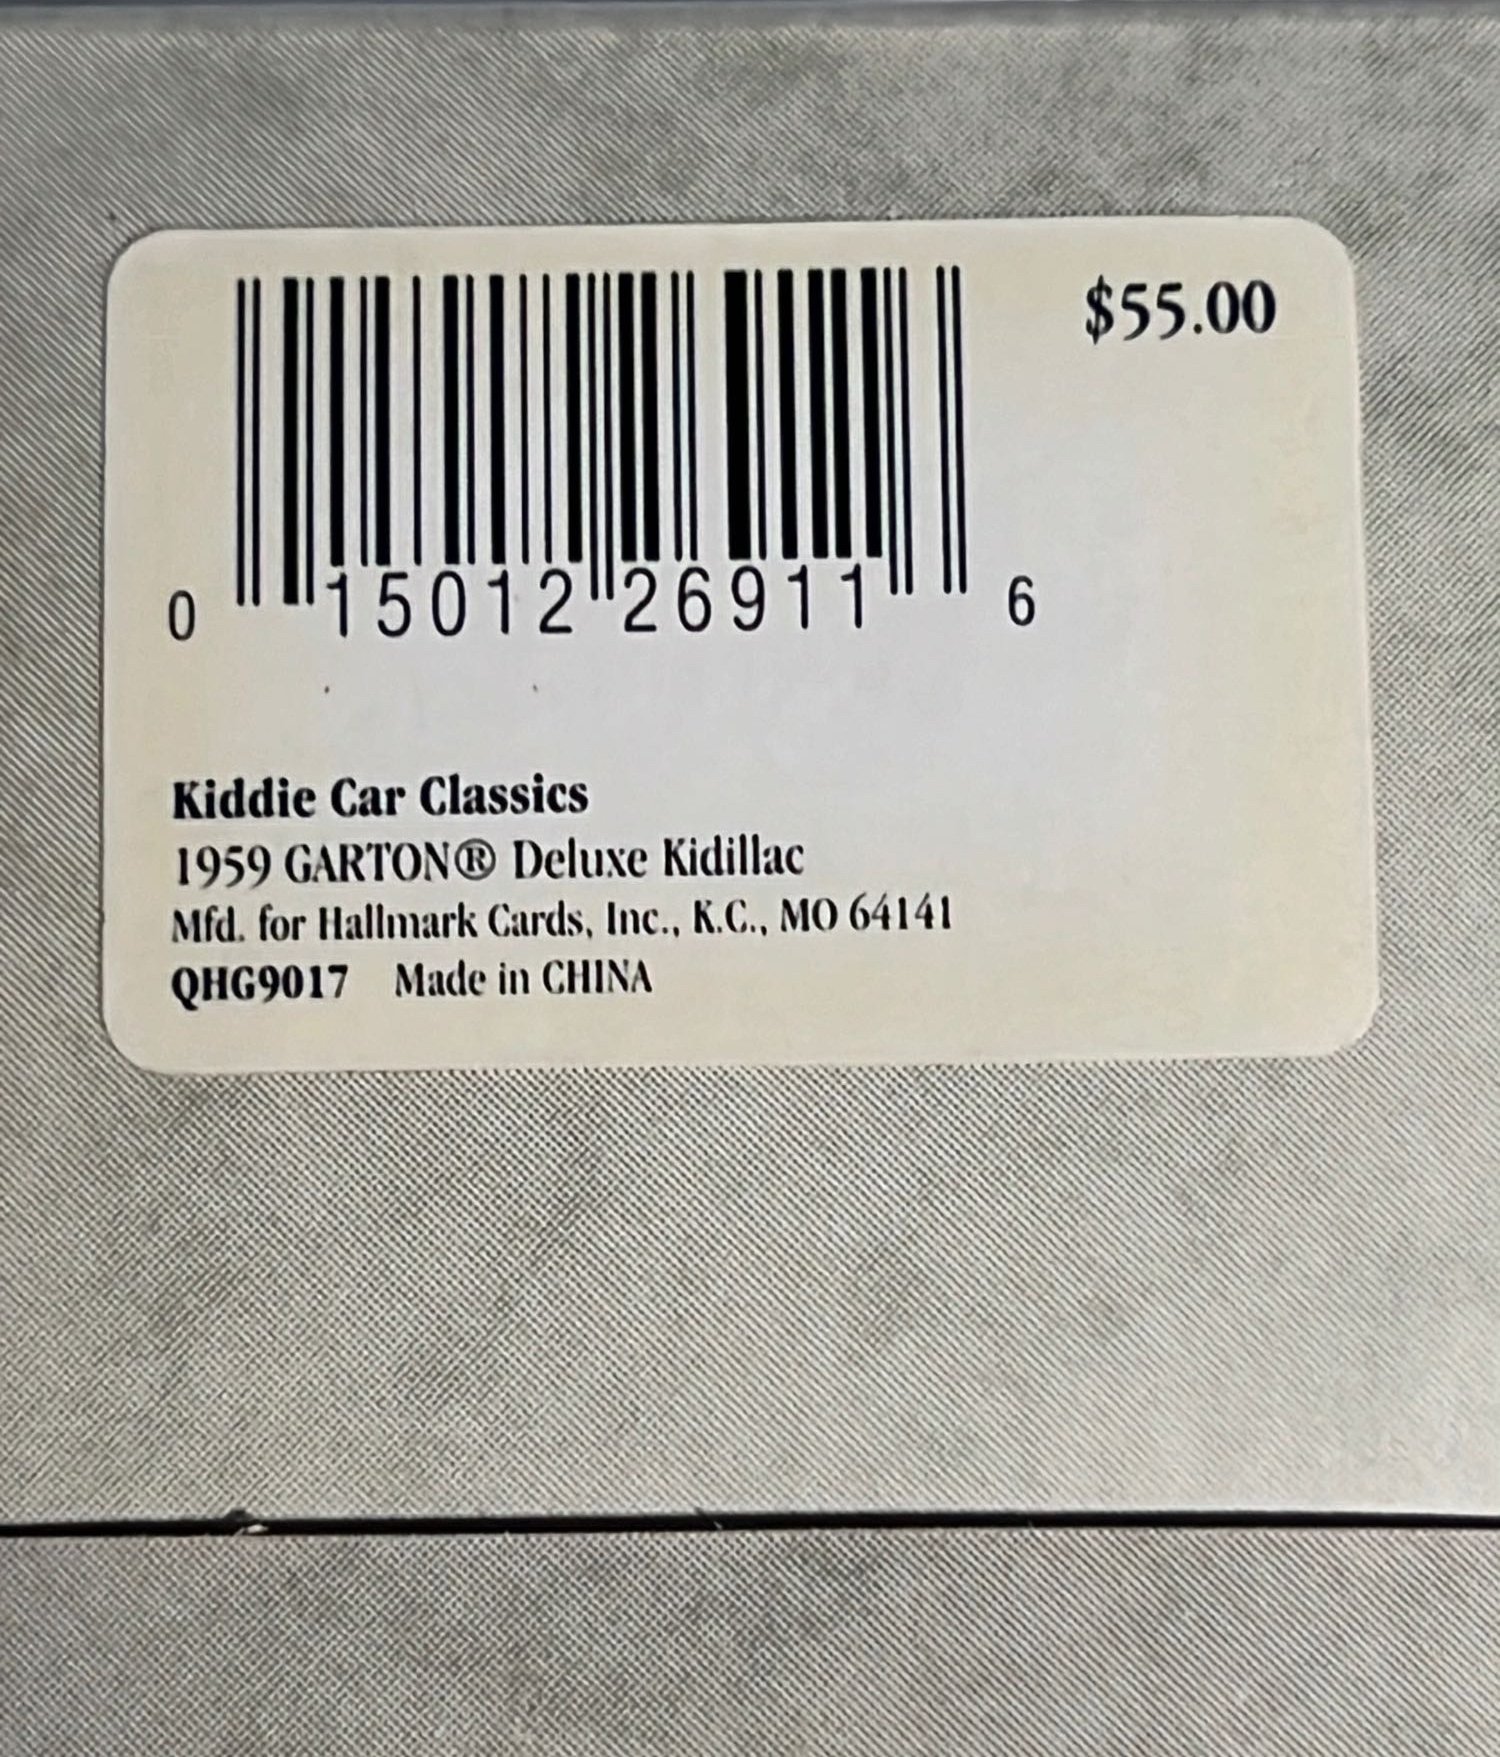 $55.00
0 15012 26911 6
Kiddie Car Classics
1959 GARTON® Deluxe Kidillac
Mfd. for Hallmark Cards, Inc., K.C., MO 64141
QHG9017 Made in CHINA